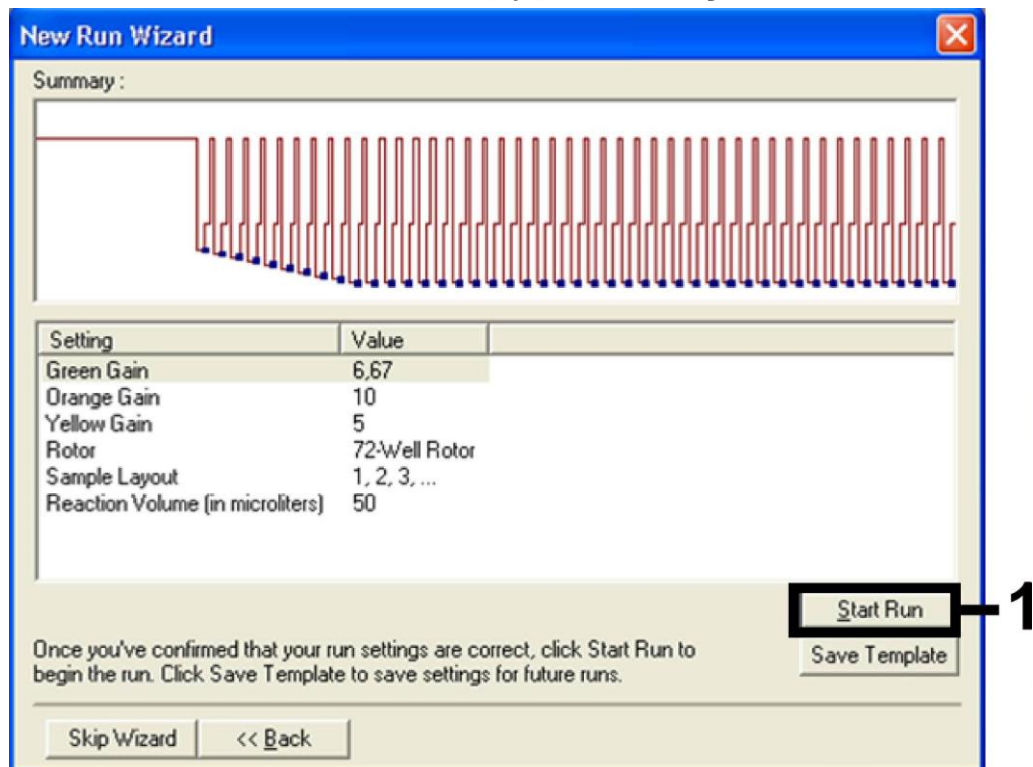 New Run Wizard
Summary :
Setting Value
Green Gain 6,67
Orange Gain 10
Yellow Gain 5
Rotor 72-Well Rotor
Sample Layout 1, 2, 3, ...
Reaction Volume (in microliters) 50
Start Run 1
Once you've confirmed that your run settings are correct, click Start Run to
begin the run. Click Save Template to save settings for future runs.
Save Template
Skip Wizard << Back